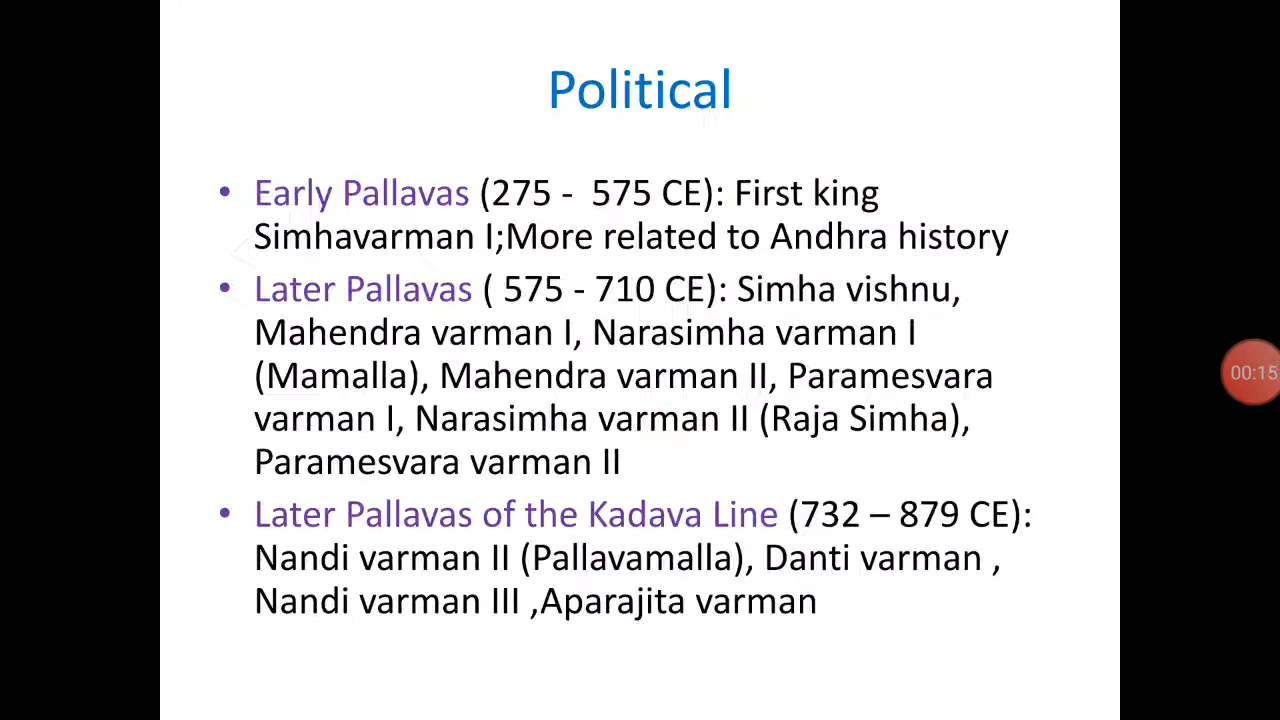 Political
• Early Pallavas (275 -  575 CE): First king
Simhavarman I;More related to Andhra history
• Later Pallavas ( 575 - 710 CE): Simha vishnu,
Mahendra varman I, Narasimha varman I
(Mamalla), Mahendra varman II, Paramesvara
varman I, Narasimha varman II (Raja Simha),
Paramesvara varman II
• Later Pallavas of the Kadava Line (732 – 879 CE):
Nandi varman II (Pallavamalla), Danti varman ,
Nandi varman III ,Aparajita varman
00:15